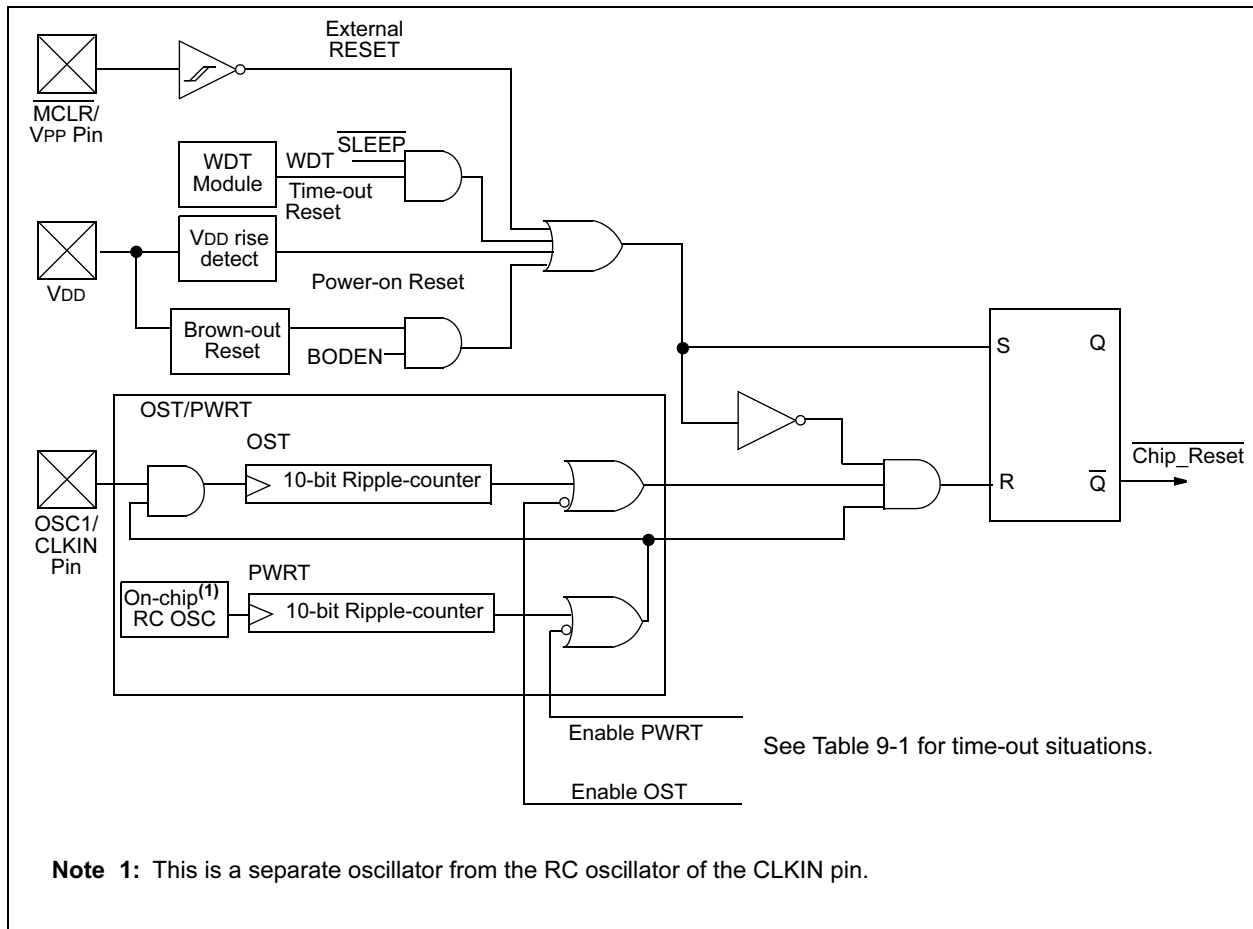 External
RESET
MCLR/
VPP Pin
SLEEP
WDT
Module
WDT
Time-out
Reset
VDD rise
detect
VDD
Power-on Reset
Brown-out
Reset
BODEN
S
Q
OST/PWRT
OST
10-bit Ripple-counter
OSC1/
CLKIN
Pin
R
Q
Chip_Reset
PWRT
On-chip(1)
RC OSC
10-bit Ripple-counter
Enable PWRT
See Table 9-1 for time-out situations.
Enable OST
Note 1: This is a separate oscillator from the RC oscillator of the CLKIN pin.